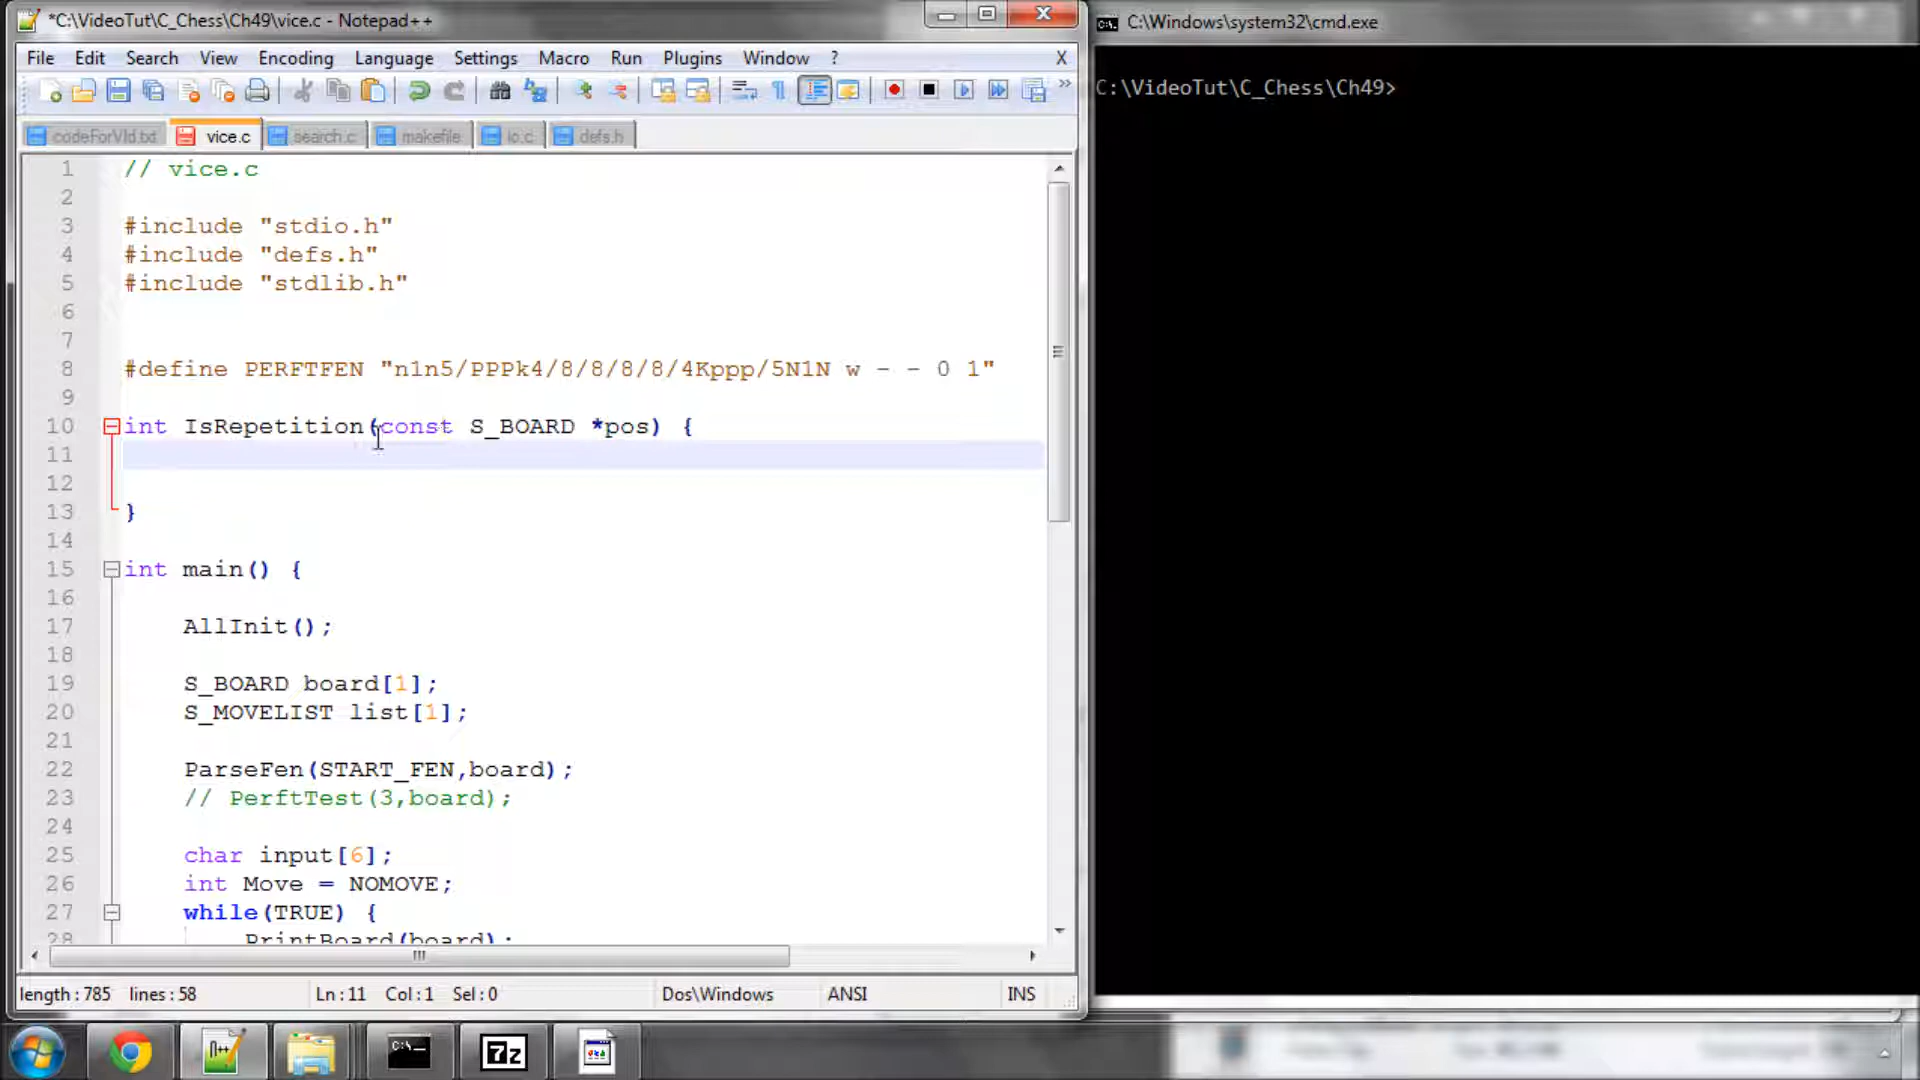 *C:\VideoTut\C_Chess\Ch49\vice.c - Notepad++
File Edit Search View Encoding Language Settings Macro Run Plugins Window ? X
codeForVid.txt vice.c search.c makefile io.c defs.h
1 // vice.c
2
3 #include "stdio.h"
4 #include "defs.h"
5 #include "stdlib.h"
6
7
8 #define PERFTFEN "n1n5/PPPk4/8/8/8/8/4Kppp/5N1N w - - 0 1"
9
10 int IsRepetition(const S_BOARD *pos) {
11
12
13 }
14
15 int main() {
16
17 AllInit();
18
19 S_BOARD board[1];
20 S_MOVELIST list[1];
21
22 ParseFen(START_FEN,board);
23 // PerftTest(3,board);
24
25 char input[6];
26 int Move = NOMOVE;
27 while(TRUE) {
28 PrintBoard(board);
length : 785 lines : 58 Ln : 11 Col : 1 Sel : 0 Dos\Windows ANSI INS
C:\Windows\system32\cmd.exe
C:\VideoTut\C_Chess\Ch49>
7z